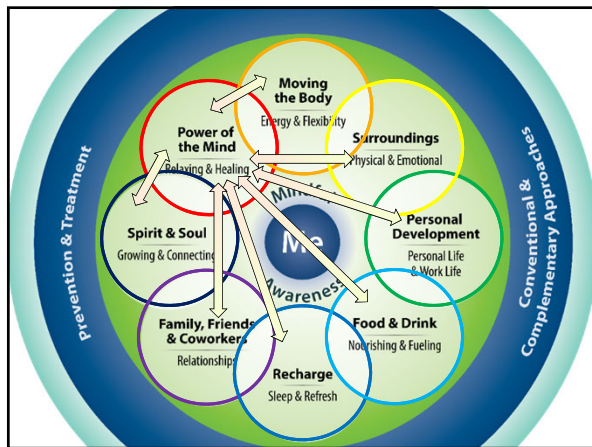 Moving
the Body
Energy & Flexibility
Power of
the Mind
Relaxing & Healing
Surroundings
Physical & Emotional
Personal
Development
Personal Life
& Work Life
Food & Drink
Nourishing & Fueling
Recharge
Sleep & Refresh
Family, Friends
& Coworkers
Relationships
Spirit & Soul
Growing & Connecting
Me
Awareness
Prevention & Treatment
Conventional &
Complementary Approaches